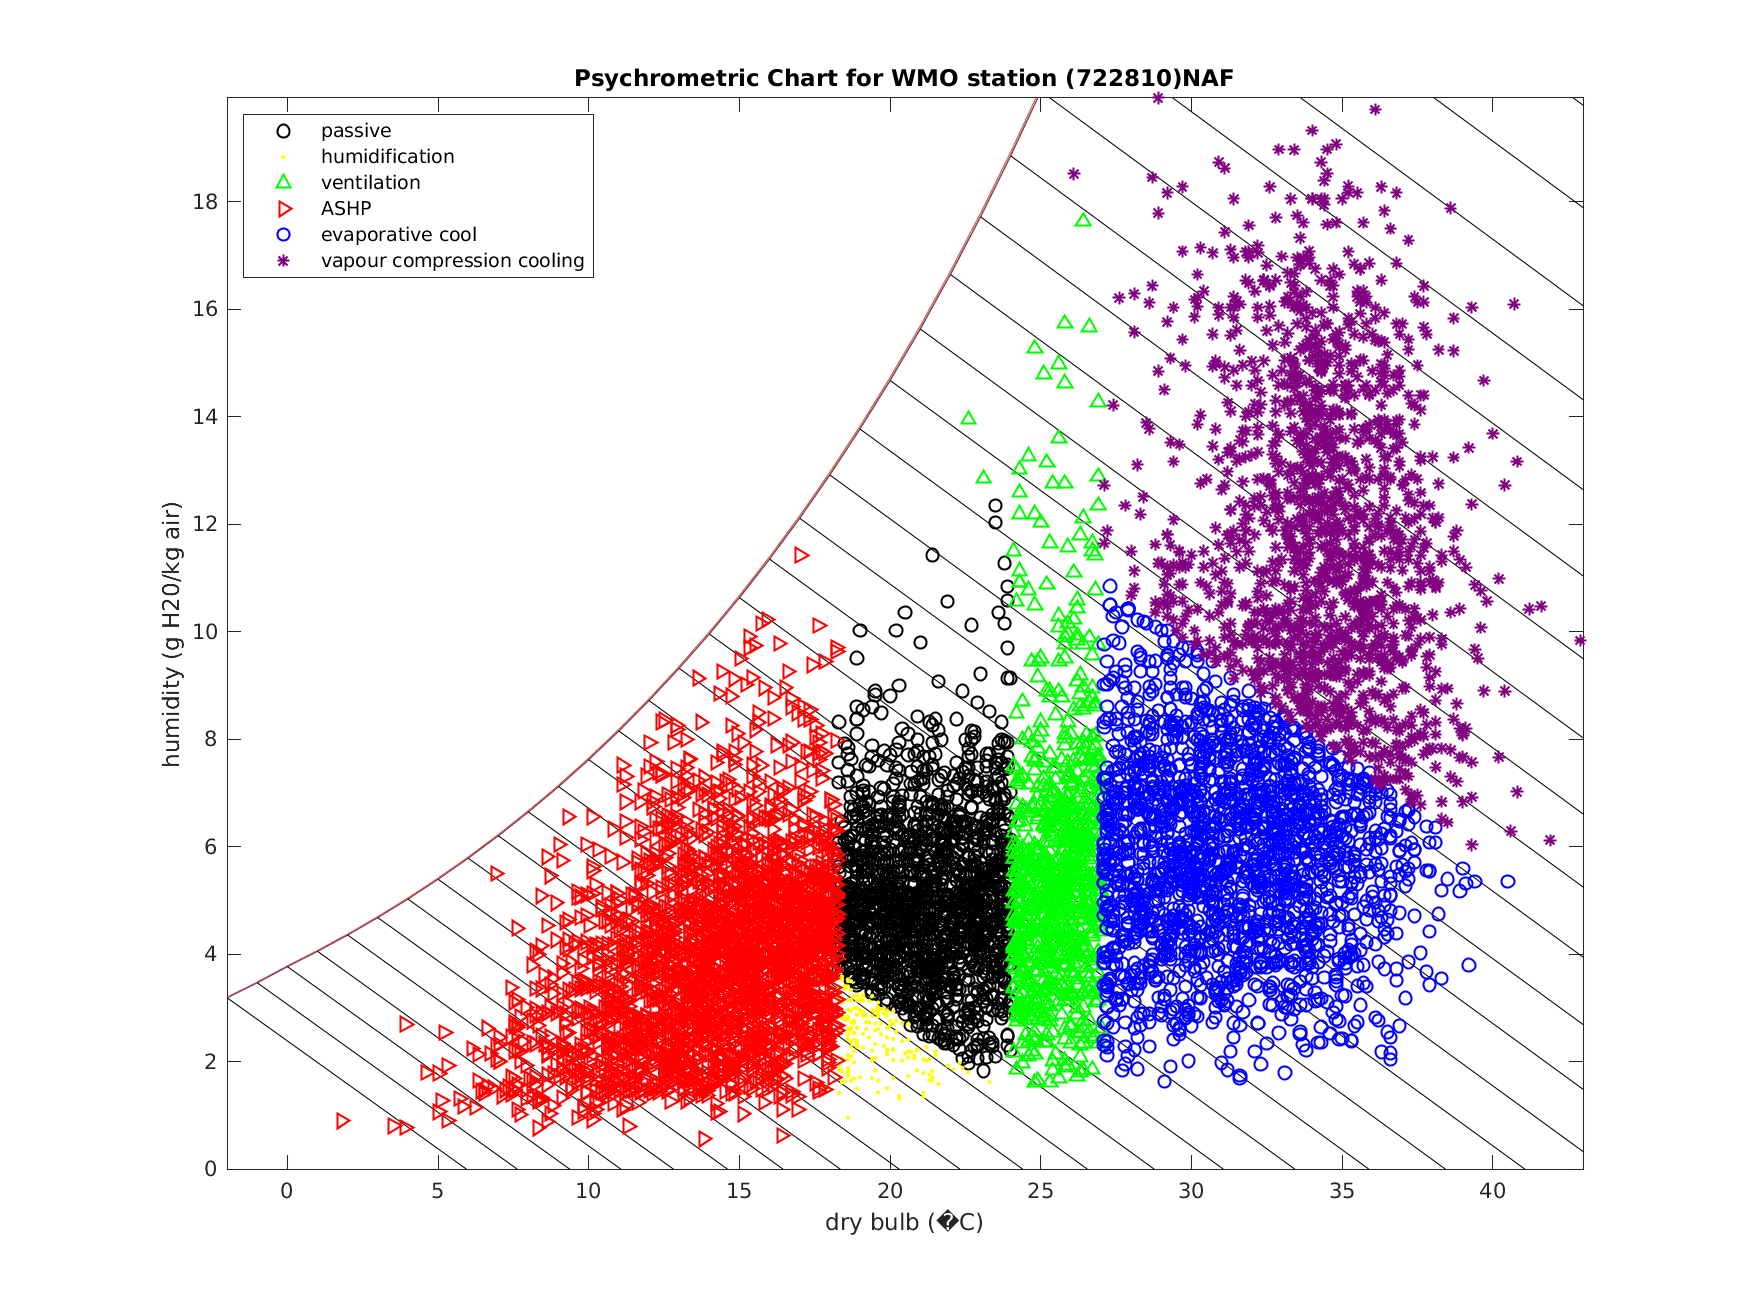 Psychrometric Chart for WMO station (722810)NAF
passive
humidification
ventilation
ASHP
evaporative cool
vapour compression cooling
humidity (g H20/kg air)
18
16
14
12
10
8
6
4
2
0
0 5 10 15 20 25 30 35 40
dry bulb (�C)